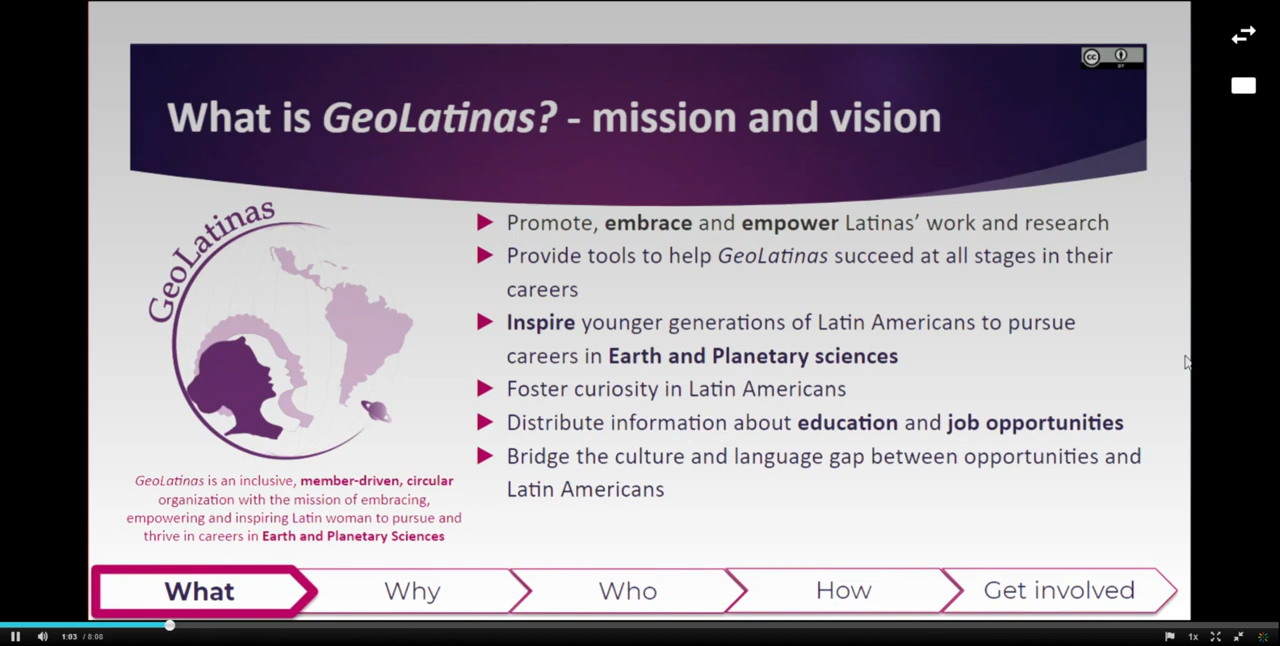 What is GeoLatinas? - mission and vision
cc
BY
GeoLatinas
Promote, embrace and empower Latinas' work and research
Provide tools to help GeoLatinas succeed at all stages in their
careers
Inspire younger generations of Latin Americans to pursue
careers in Earth and Planetary sciences
Foster curiosity in Latin Americans
Distribute information about education and job opportunities
Bridge the culture and language gap between opportunities and
Latin Americans
GeoLatinas is an inclusive, member-driven, circular
organization with the mission of embracing,
empowering and inspiring Latin woman to pursue and
thrive in careers in Earth and Planetary Sciences
What
Why
Who
How
Get involved
1:03 / 8:08
1x